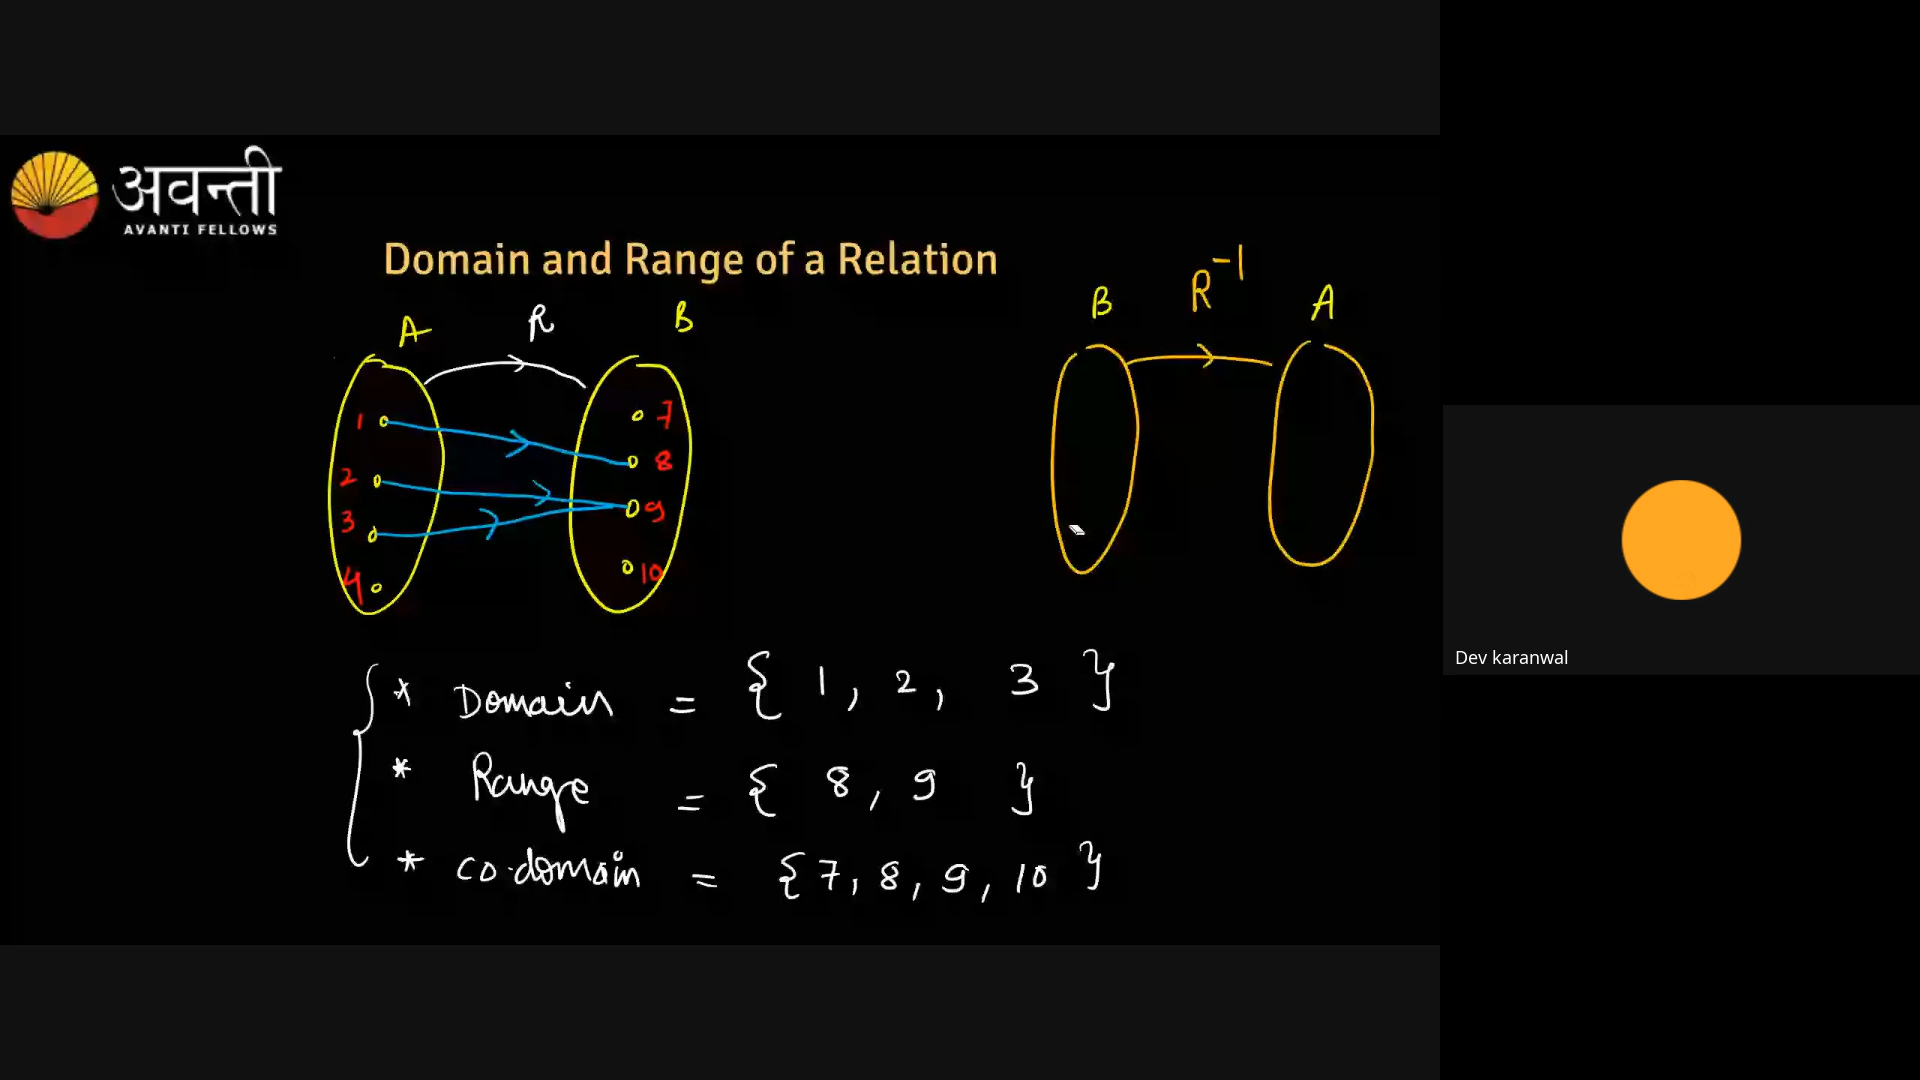 अवन्ती
AVANTI FELLOWS
Domain and Range of a Relation
A R B
B R⁻¹ A
1 7
2 8
3 9
4 10
* Domain = { 1, 2, 3 }
* Range = { 8, 9 }
* co-domain = { 7, 8, 9, 10 }
Dev karanwal